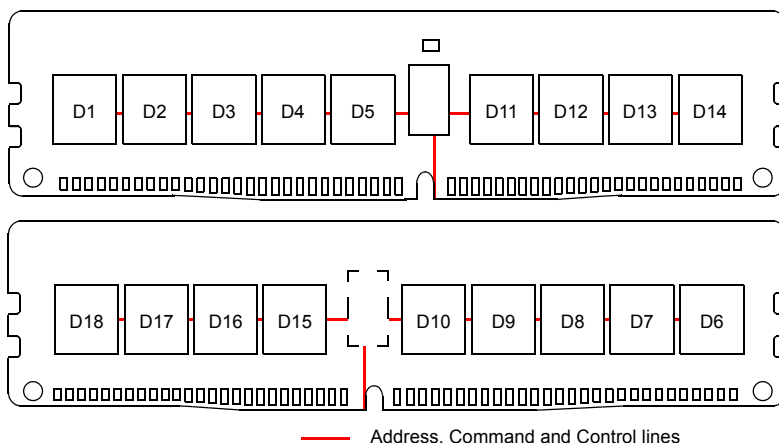 D1 D2 D3 D4 D5 D11 D12 D13 D14
D18 D17 D16 D15 D10 D9 D8 D7 D6
Address, Command and Control lines